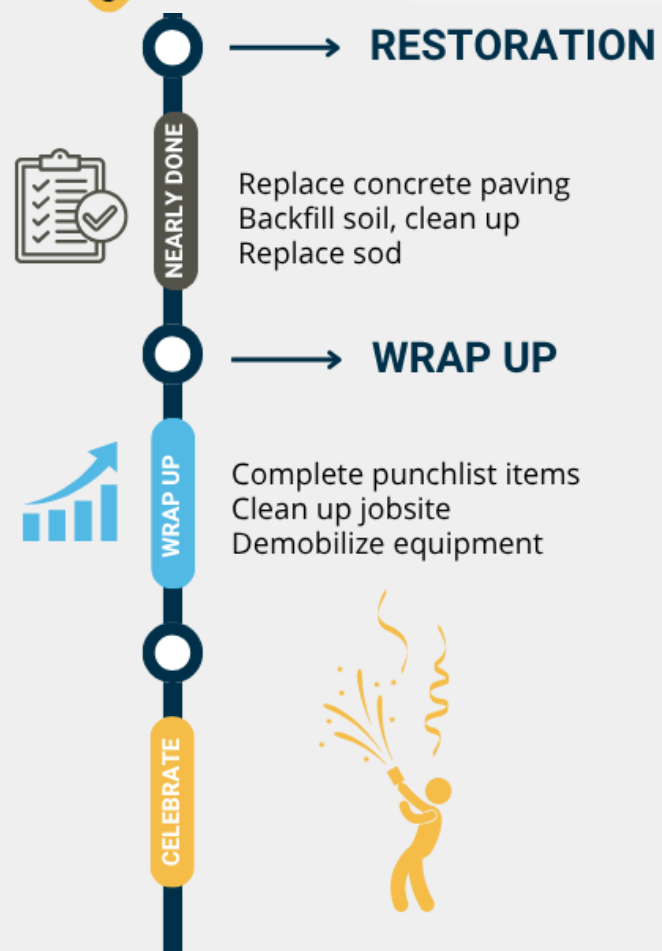 RESTORATION
NEARLY DONE
Replace concrete paving
Backfill soil, clean up
Replace sod
WRAP UP
WRAP UP
Complete punchlist items
Clean up jobsite
Demobilize equipment
CELEBRATE